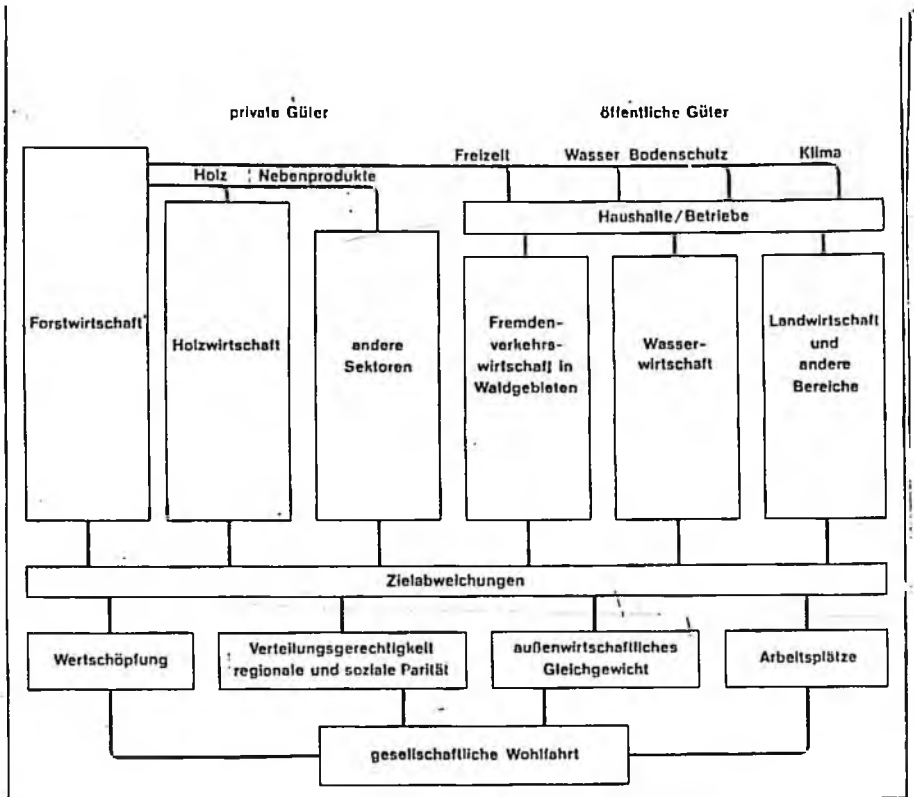 private Güter
öffentliche Güter
Freizeit
Wasser
Bodenschutz
Klima
Holz
Nebenprodukte
Haushalte/Betriebe
Forstwirtschaft
Holzwirtschaft
andere
Sektoren
Fremden-
verkehrs-
wirtschaft in
Waldgebieten
Wasser-
wirtschaft
Landwirtschaft
und
andere
Bereiche
Zielabweichungen
Wertschöpfung
Verteilungsgerechtigkeit
regionale und soziale Parität
außenwirtschaftliches
Gleichgewicht
Arbeitsplätze
gesellschaftliche Wohlfahrt